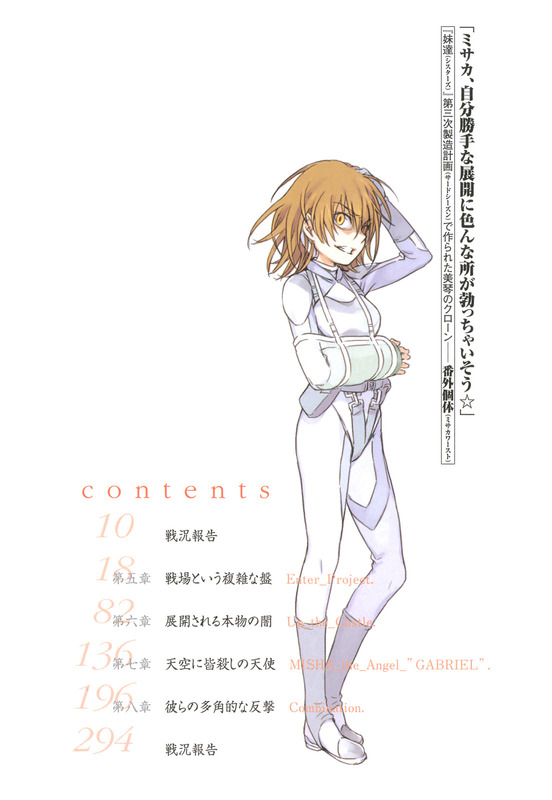 「ミサカ、自分勝手な展開に色んな所が勃っちゃいそう☆」
『妹達(シスターズ)』第三次製造計画(サードシーズン)で作られた美琴のクローン——番外個体(ミサカワースト)
contents
10 戦況報告
18 第五章 戦場という複雑な盤 Enter_Project.
82 第六章 展開される本物の闇 Up_the_Castle.
136 第七章 天空に皆殺しの天使 MISHA_the_Angel_"GABRIEL".
196 第八章 彼らの多角的な反撃 Combination.
294 戦況報告